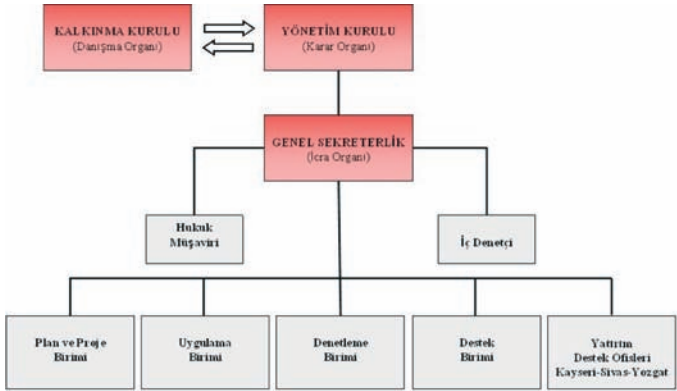 KALKINMA KURULU
(Danışma Organı)
YÖNETİM KURULU
(Karar Organı)
GENEL SEKRETERLİK
(İcra Organı)
Hukuk
Müşaviri
İç Denetçi
Plan ve Proje
Birimi
Uygulama
Birimi
Denetleme
Birimi
Destek
Birimi
Yatırım
Destek Ofisleri
Kayseri-Sivas-Yozgat